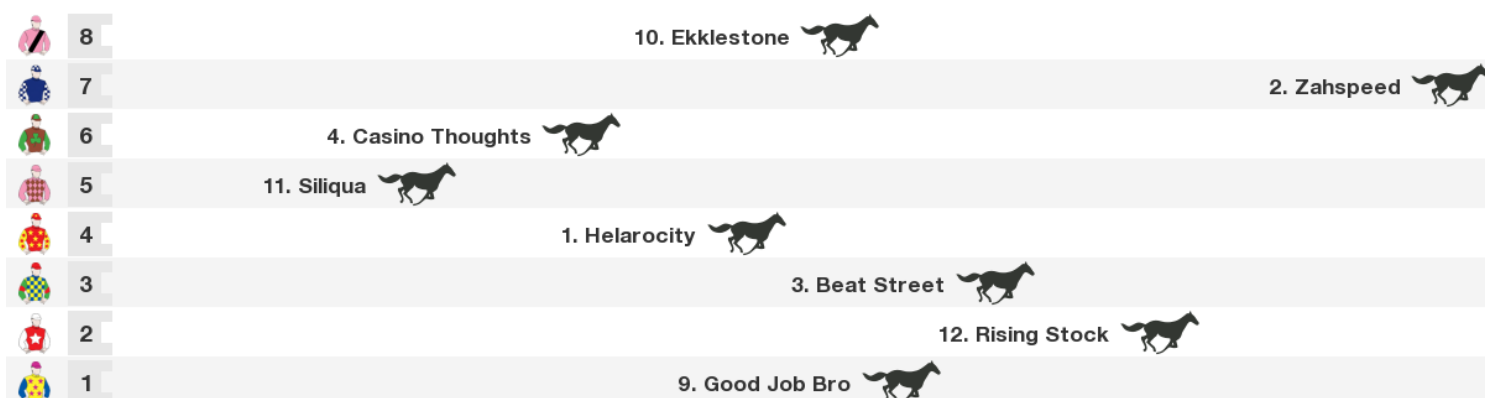 8 10. Ekklestone
7 2. Zahspeed
6 4. Casino Thoughts
5 11. Siliqua
4 1. Helarocity
3 3. Beat Street
2 12. Rising Stock
1 9. Good Job Bro